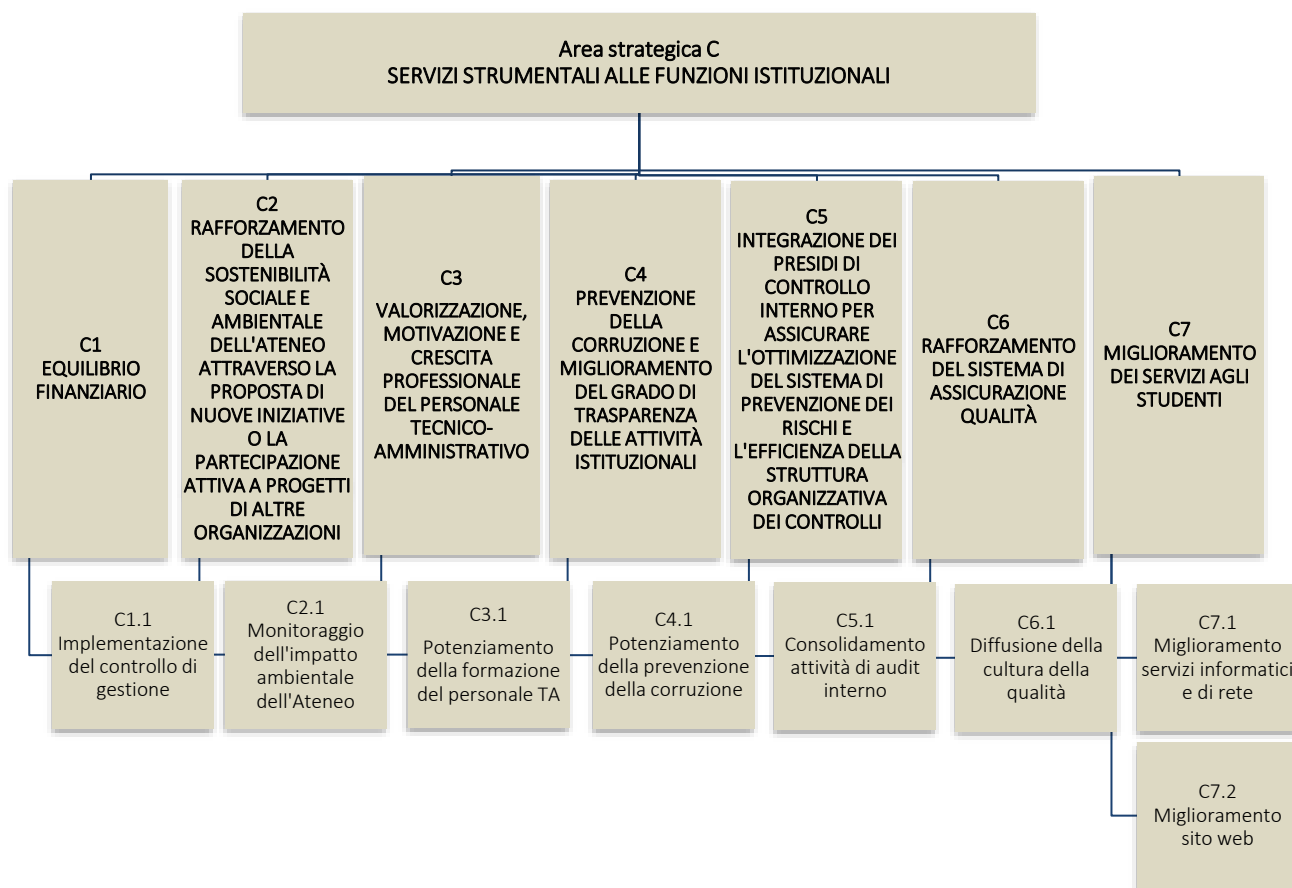 Area strategica C
SERVIZI STRUMENTALI ALLE FUNZIONI ISTITUZIONALI
C1
EQUILIBRIO
FINANZIARIO
C2
RAFFORZAMENTO
DELLA
SOSTENIBILITÀ
SOCIALE E
AMBIENTALE
DELL'ATENEO
ATTRAVERSO LA
PROPOSTA DI
NUOVE INIZIATIVE
O LA
PARTECIPAZIONE
ATTIVA A PROGETTI
DI ALTRE
ORGANIZZAZIONI
C3
VALORIZZAZIONE,
MOTIVAZIONE E
CRESCITA
PROFESSIONALE
DEL PERSONALE
TECNICO-
AMMINISTRATIVO
C4
PREVENZIONE
DELLA
CORRUZIONE E
MIGLIORAMENTO
DEL GRADO DI
TRASPARENZA
DELLE ATTIVITÀ
ISTITUZIONALI
C5
INTEGRAZIONE DEI
PRESIDI DI
CONTROLLO
INTERNO PER
ASSICURARE
L'OTTIMIZZAZIONE
DEL SISTEMA DI
PREVENZIONE DEI
RISCHI E
L'EFFICIENZA DELLA
STRUTTURA
ORGANIZZATIVA
DEI CONTROLLI
C6
RAFFORZAMENTO
DEL SISTEMA DI
ASSICURAZIONE
QUALITÀ
C7
MIGLIORAMENTO
DEI SERVIZI AGLI
STUDENTI
C1.1
Implementazione
del controllo di
gestione
C2.1
Monitoraggio
dell'impatto
ambientale
dell'Ateneo
C3.1
Potenziamento
della formazione
del personale TA
C4.1
Potenziamento
della prevenzione
della corruzione
C5.1
Consolidamento
attività di audit
interno
C6.1
Diffusione della
cultura della
qualità
C7.1
Miglioramento
servizi informatici
e di rete
C7.2
Miglioramento
sito web